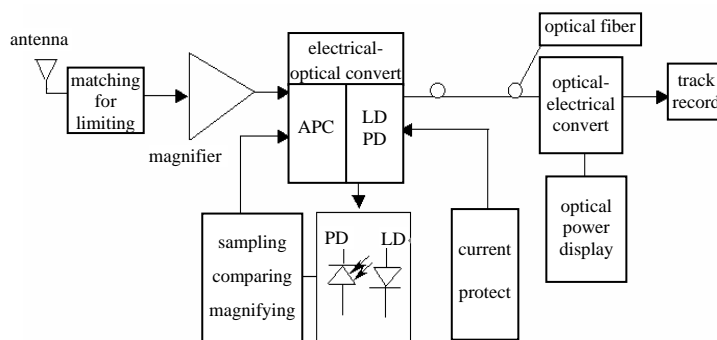 antenna
matching
for
limiting
magnifier
electrical-
optical convert
APC
LD
PD
optical fiber
optical-
electrical
convert
track
record
sampling
comparing
magnifying
PD
LD
current
protect
optical
power
display